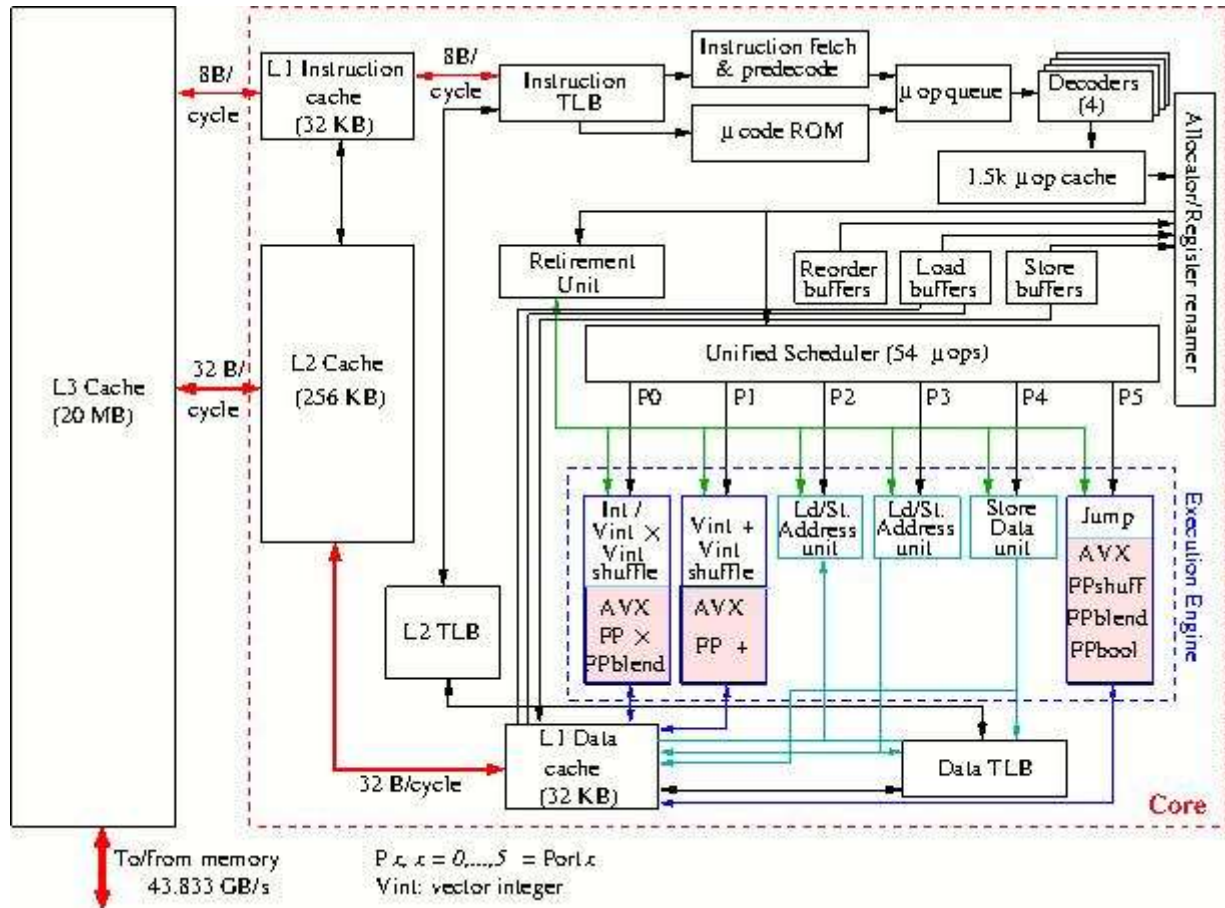 8B/
cycle
L1 Instruction
cache
(32 KB)
8B/
cycle
Instruction
TLB
Instruction fetch
& predecode
μ code ROM
μop queue
Decoders
(4)
1.5k μop cache
Allocator/Register renamer
Retirement
Unit
Reorder
buffers
Load
buffers
Store
buffers
L3 Cache
(20 MB)
32 B/
cycle
L2 Cache
(256 KB)
Unified Scheduler (54 μops)
P0
P1
P2
P3
P4
P5
Int /
Vint ×
Vint
shuffle
AVX
PP ×
PPblend
Vint +
Vint
shuffle
AVX
PP +
Ld/St.
Address
unit
Ld/St.
Address
unit
Store
Data
unit
Jump
AVX
PPshuff
PPblend
PPbool
Execution Engine
L2 TLB
32 B/cycle
L1 Data
cache
(32 KB)
Data TLB
Core
To/from memory
43.833 GB/s
P x, x = 0,...,5 = Port x
Vint: vector integer